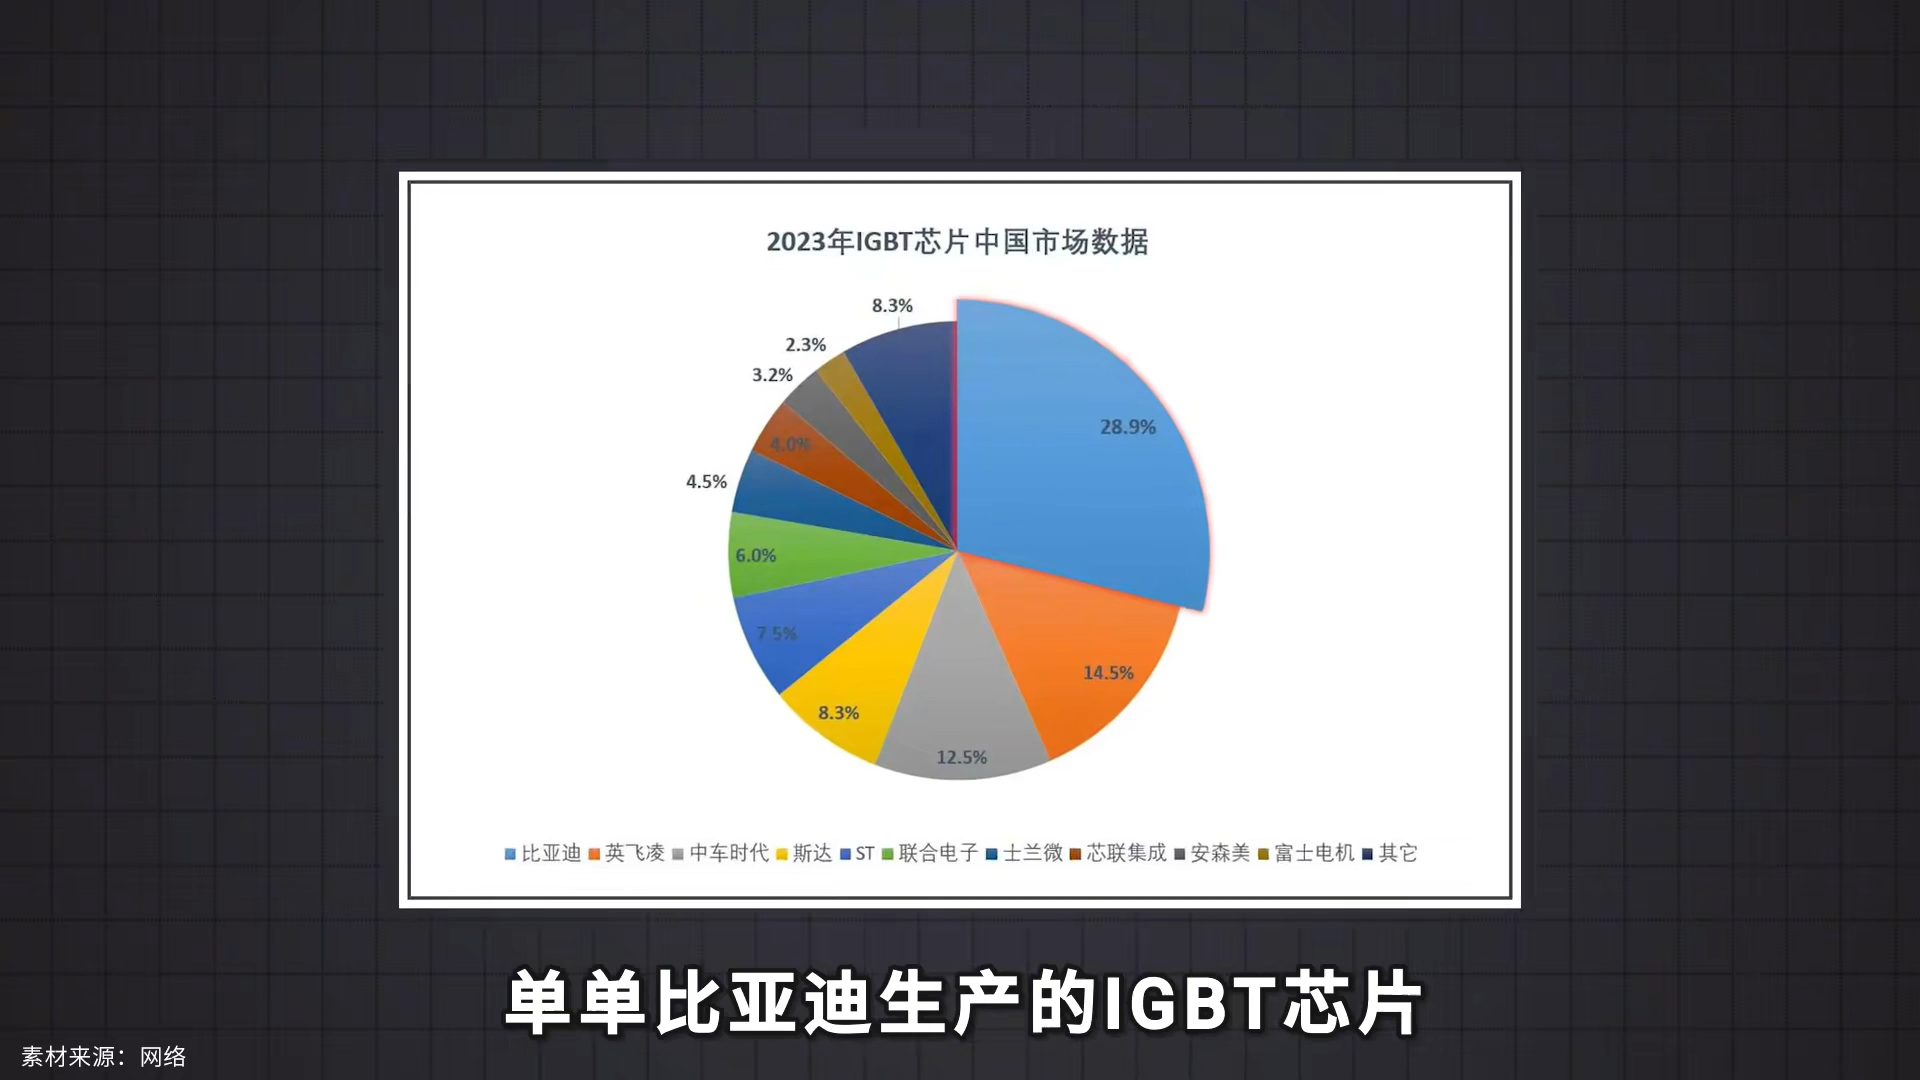 2023年IGBT芯片中国市场数据
8.3%
2.3%
3.2%
28.9%
4.0%
4.5%
6.0%
7.5%
14.5%
8.3%
12.5%
比亚迪 英飞凌 中车时代 斯达 ST 联合电子 士兰微 芯联集成 安森美 富士电机 其它
单单比亚迪生产的IGBT芯片
素材来源：网络